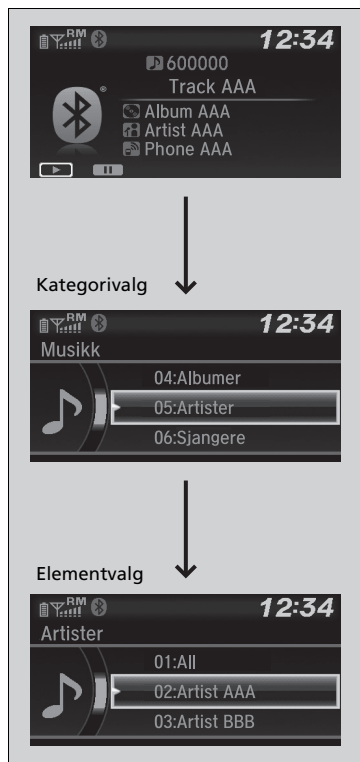 RM 12:34
600000
Track AAA
Album AAA
Artist AAA
Phone AAA
Kategorivalg
RM 12:34
Musikk
04:Albumer
05:Artister
06:Sjangere
Elementvalg
RM 12:34
Artister
01:All
02:Artist AAA
03:Artist BBB